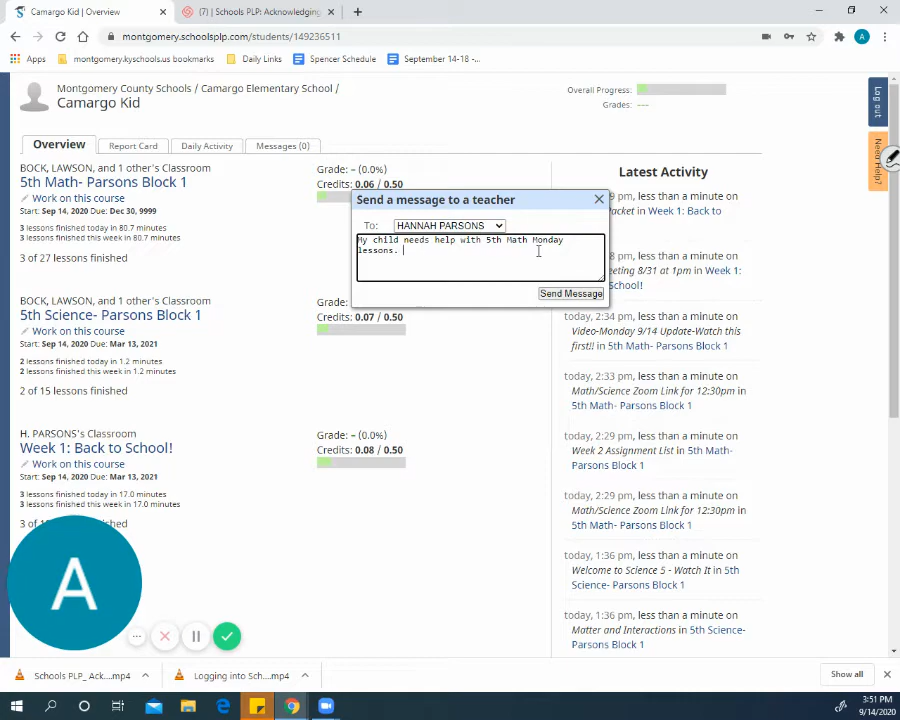 Camargo Kid | Overview
(7) | Schools PLP: Acknowledging
montgomery.schoolsplp.com/students/149236511
A
Apps
montgomery.kyschools.us bookmarks
Daily Links
Spencer Schedule
September 14-18 -...
Montgomery County Schools / Camargo Elementary School /
Camargo Kid
Overall Progress:
Grades: ---
Log out
Need Help?
Overview
Report Card
Daily Activity
Messages (0)
BOCK, LAWSON, and 1 other's Classroom
5th Math- Parsons Block 1
Work on this course
Start: Sep 14, 2020 Due: Dec 30, 9999
3 lessons finished today in 80.7 minutes
3 lessons finished this week in 80.7 minutes
3 of 27 lessons finished
Grade: – (0.0%)
Credits: 0.06 / 0.50
BOCK, LAWSON, and 1 other's Classroom
5th Science- Parsons Block 1
Work on this course
Start: Sep 14, 2020 Due: Mar 13, 2021
2 lessons finished today in 1.2 minutes
2 lessons finished this week in 1.2 minutes
2 of 15 lessons finished
Credits: 0.07 / 0.50
H. PARSONS's Classroom
Week 1: Back to School!
Work on this course
Start: Sep 14, 2020 Due: Mar 13, 2021
3 lessons finished today in 17.0 minutes
3 lessons finished this week in 17.0 minutes
3 of
Grade: – (0.0%)
Credits: 0.08 / 0.50
Send a message to a teacher
To: HANNAH PARSONS
My child needs help with 5th Math Monday
lessons.
Send Message
Latest Activity
pm, less than a minute on
in Week 1: Back to
pm, less than a minute on
8/31 at 1pm in Week 1:
today, 2:34 pm, less than a minute on
Video-Monday 9/14 Update-Watch this
first!! in 5th Math- Parsons Block 1
today, 2:33 pm, less than a minute on
Math/Science Zoom Link for 12:30pm in
5th Math- Parsons Block 1
today, 2:29 pm, less than a minute on
Week 2 Assignment List in 5th Math-
Parsons Block 1
today, 2:29 pm, less than a minute on
Math/Science Zoom Link for 12:30pm in
5th Math- Parsons Block 1
today, 1:36 pm, less than a minute on
Welcome to Science 5 - Watch It in 5th
Science- Parsons Block 1
today, 1:36 pm, less than a minute on
Matter and Interactions in 5th Science-
Parsons Block 1
A
Schools PLP_ Ack....mp4
Logging into Sch....mp4
Show all
3:51 PM
9/14/2020